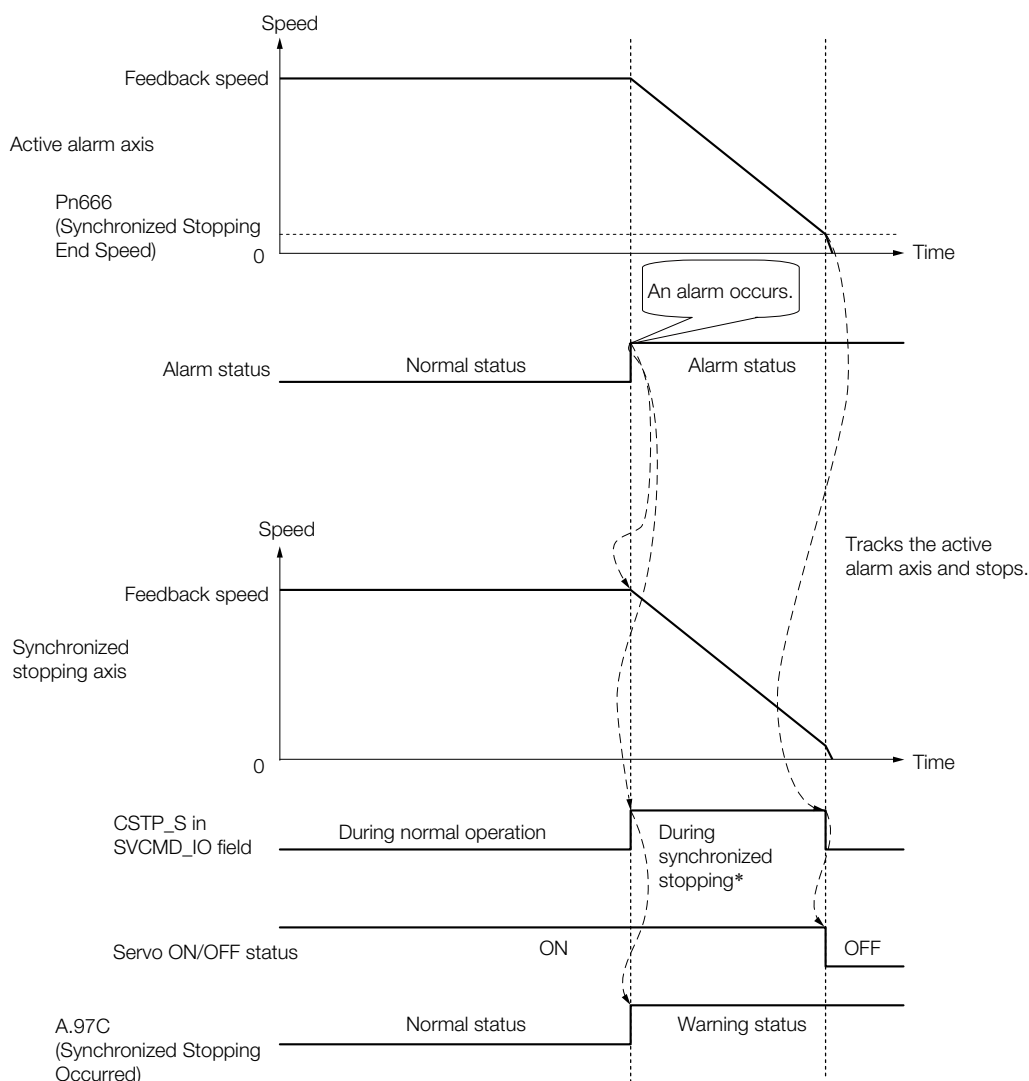 Speed
Feedback speed
Active alarm axis
Pn666
(Synchronized Stopping
End Speed)
0
Time
An alarm occurs.
Alarm status
Normal status
Alarm status
Speed
Feedback speed
Tracks the active
alarm axis and stops.
Synchronized
stopping axis
0
Time
CSTP_S in
SVCMD_IO field
During normal operation
During
synchronized
stopping*
Servo ON/OFF status
ON
OFF
A.97C
(Synchronized Stopping
Occurred)
Normal status
Warning status